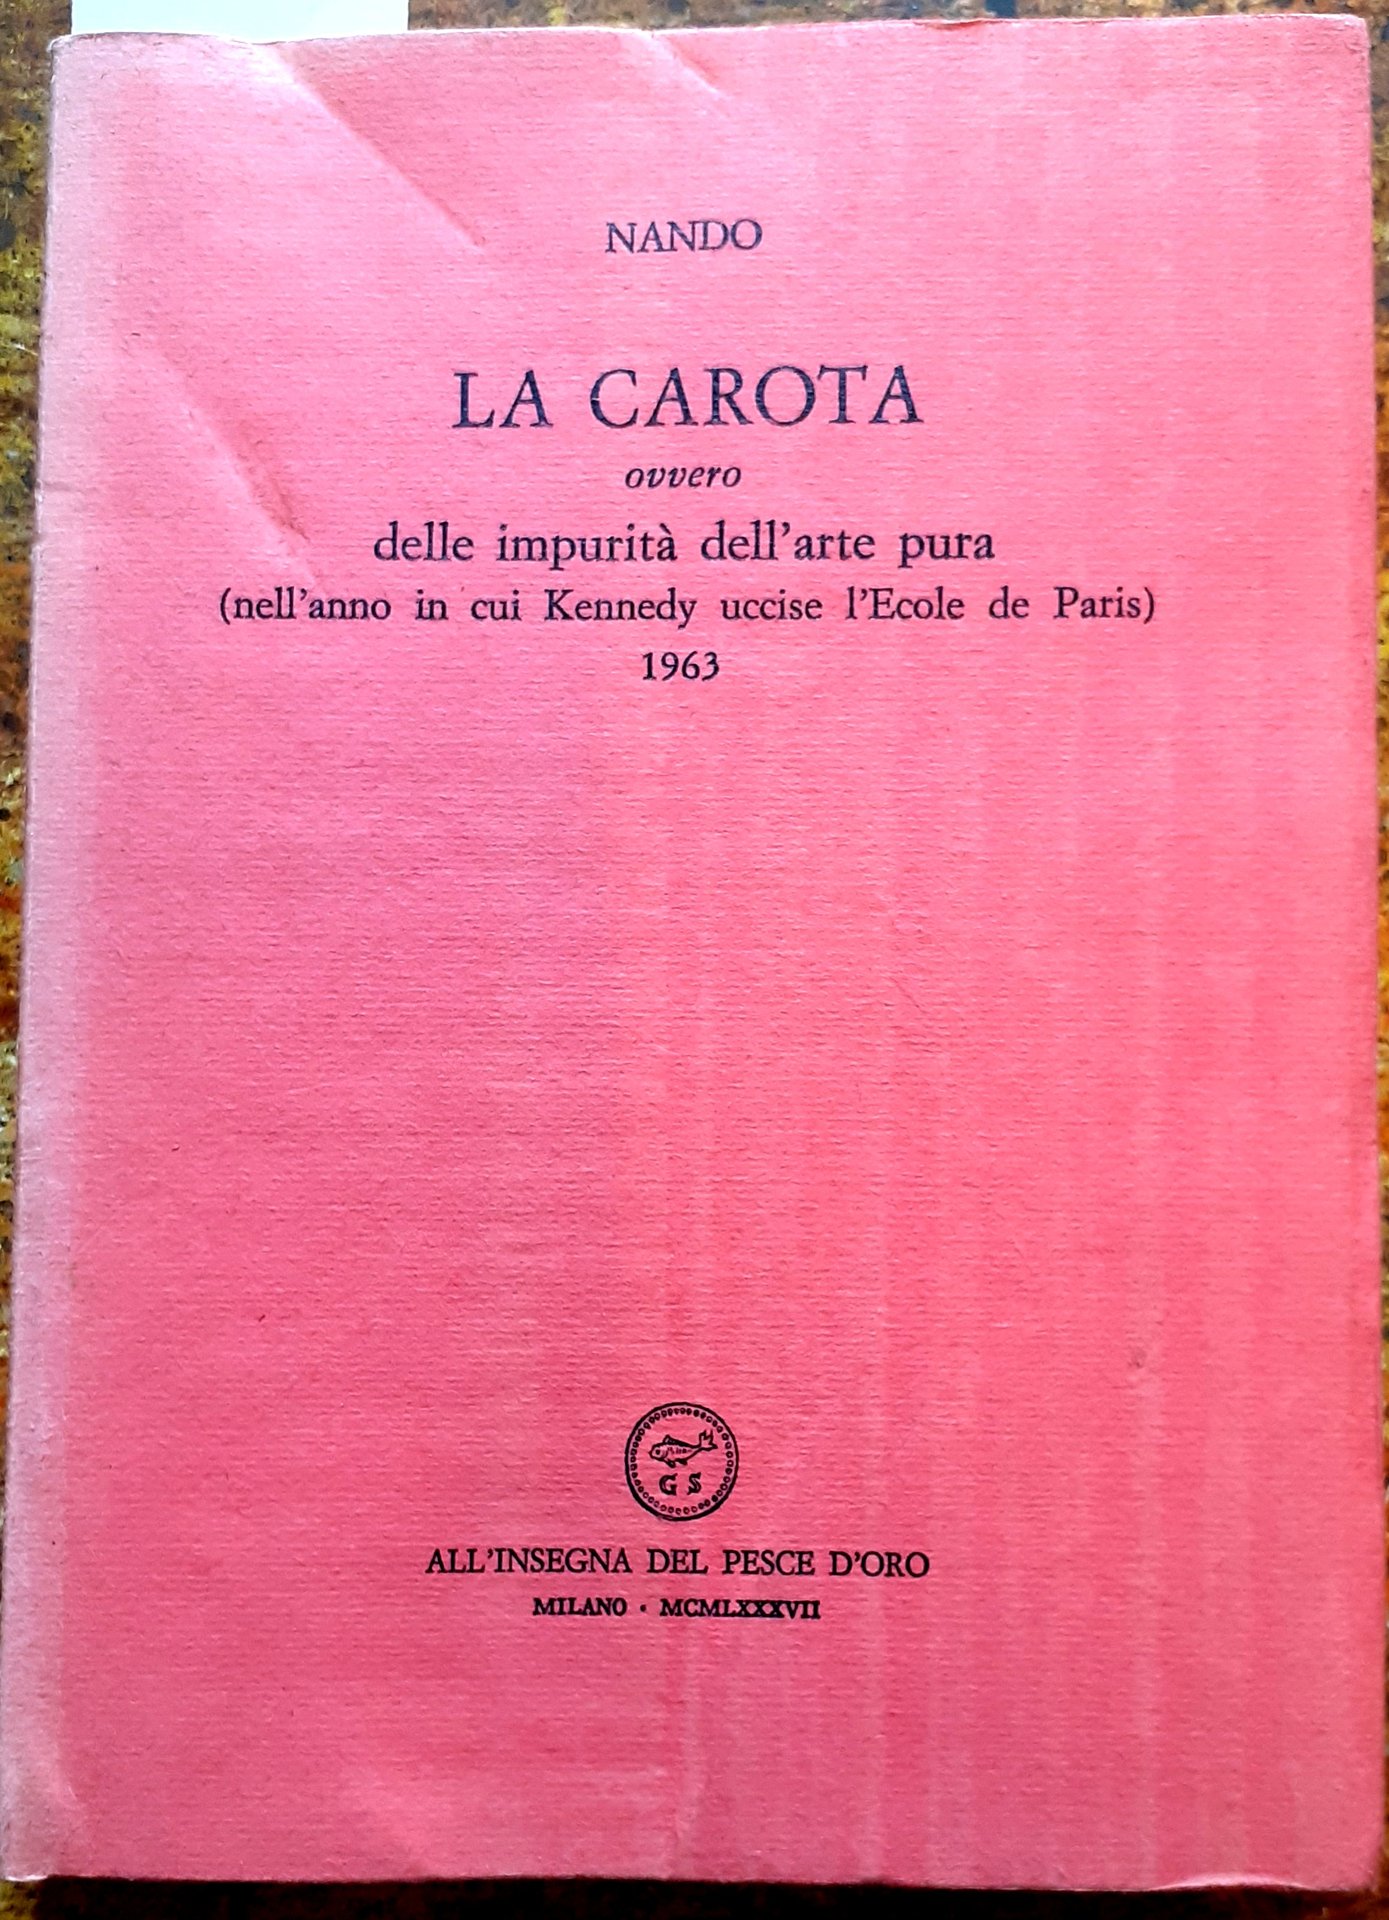 NANDO
LA CAROTA
ovvero
delle impurità dell'arte pura
(nell'anno in cui Kennedy uccise l'Ecole de Paris)
1963
G S
ALL'INSEGNA DEL PESCE D'ORO
MILANO · MCMLXXXVII